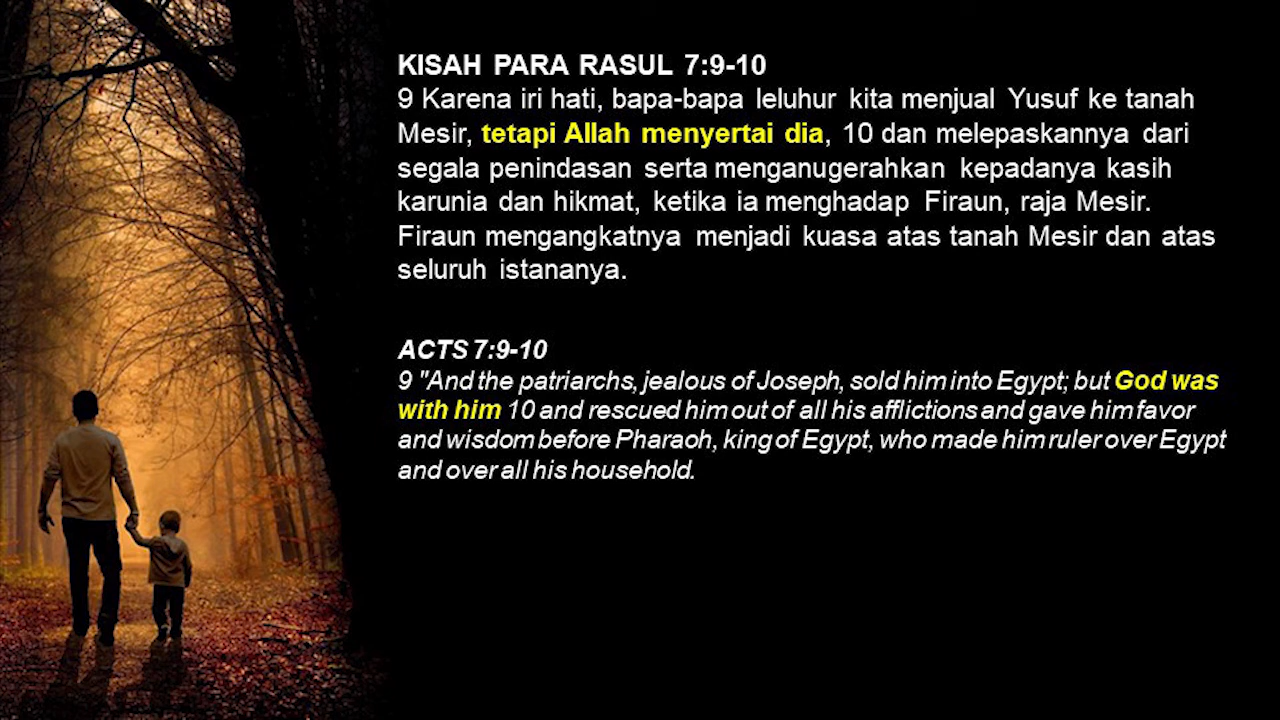 KISAH PARA RASUL 7:9-10
9 Karena iri hati, bapa-bapa leluhur kita menjual Yusuf ke tanah
Mesir, tetapi Allah menyertai dia, 10 dan melepaskannya dari
segala penindasan serta menganugerahkan kepadanya kasih
karunia dan hikmat, ketika ia menghadap Firaun, raja Mesir.
Firaun mengangkatnya menjadi kuasa atas tanah Mesir dan atas
seluruh istananya.
ACTS 7:9-10
9 "And the patriarchs, jealous of Joseph, sold him into Egypt; but God was
with him 10 and rescued him out of all his afflictions and gave him favor
and wisdom before Pharaoh, king of Egypt, who made him ruler over Egypt
and over all his household.